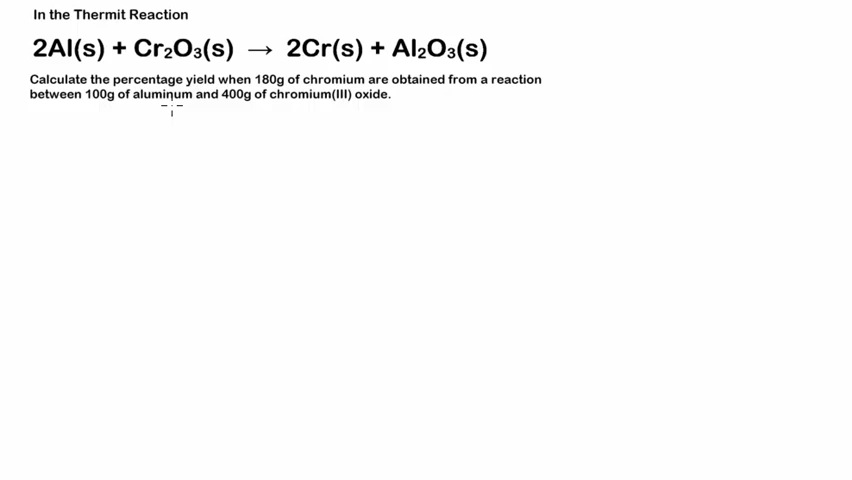 In the Thermit Reaction
2Al(s) + Cr₂O₃(s) → 2Cr(s) + Al₂O₃(s)
Calculate the percentage yield when 180g of chromium are obtained from a reaction
between 100g of aluminum and 400g of chromium(III) oxide.